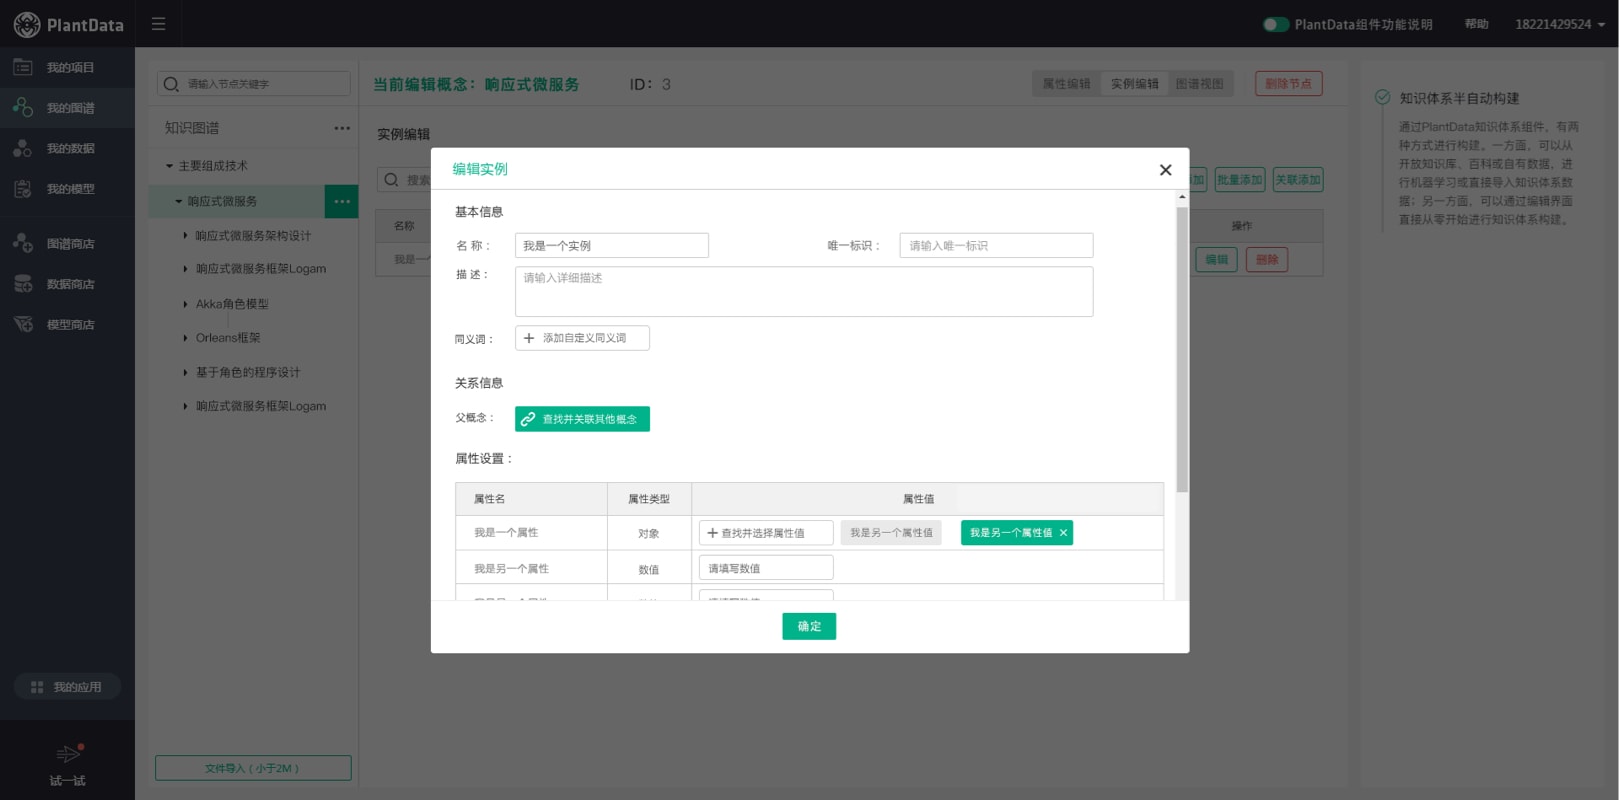 PlantData
PlantData组件功能说明
帮助
18221429524
我的项目
我的图谱
我的数据
我的模型
图谱商店
数据商店
模型商店
我的应用
试一试
请输入节点关键字
知识图谱
主要组成技术
响应式微服务
响应式微服务架构设计
响应式微服务框架Logam
Akka角色模型
Orleans框架
基于角色的程序设计
响应式微服务框架Logam
文件导入（小于2M）
当前编辑概念：响应式微服务
ID：3
属性编辑
实例编辑
图谱视图
删除节点
实例编辑
搜索
加
批量添加
关联添加
名称
操作
我是一
编辑
删除
编辑实例
基本信息
名 称：
我是一个实例
唯一标识：
请输入唯一标识
描 述：
请输入详细描述
同义词：
添加自定义同义词
关系信息
父概念：
查找并关联其他概念
属性设置：
属性名
属性类型
属性值
我是一个属性
对象
查找并选择属性值
我是另一个属性值
我是另一个属性值
我是另一个属性
数值
请填写数值
确定
知识体系半自动构建
通过PlantData知识体系组件，有两
种方式进行构建。一方面，可以从
开放知识库、百科或自有数据，进
行机器学习或直接导入知识体系数
据；另一方面，可以通过编辑界面
直接从零开始进行知识体系构建。